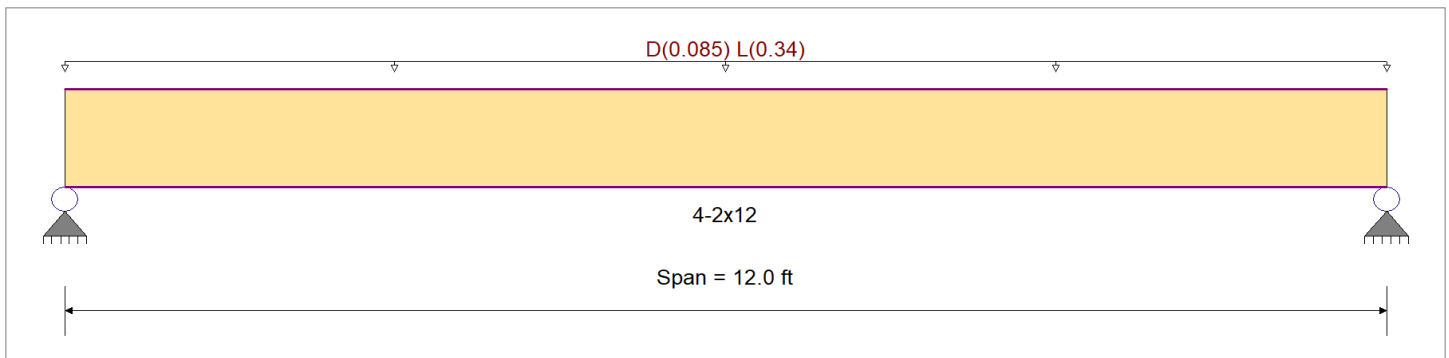 D(0.085) L(0.34)
4-2x12
Span = 12.0 ft